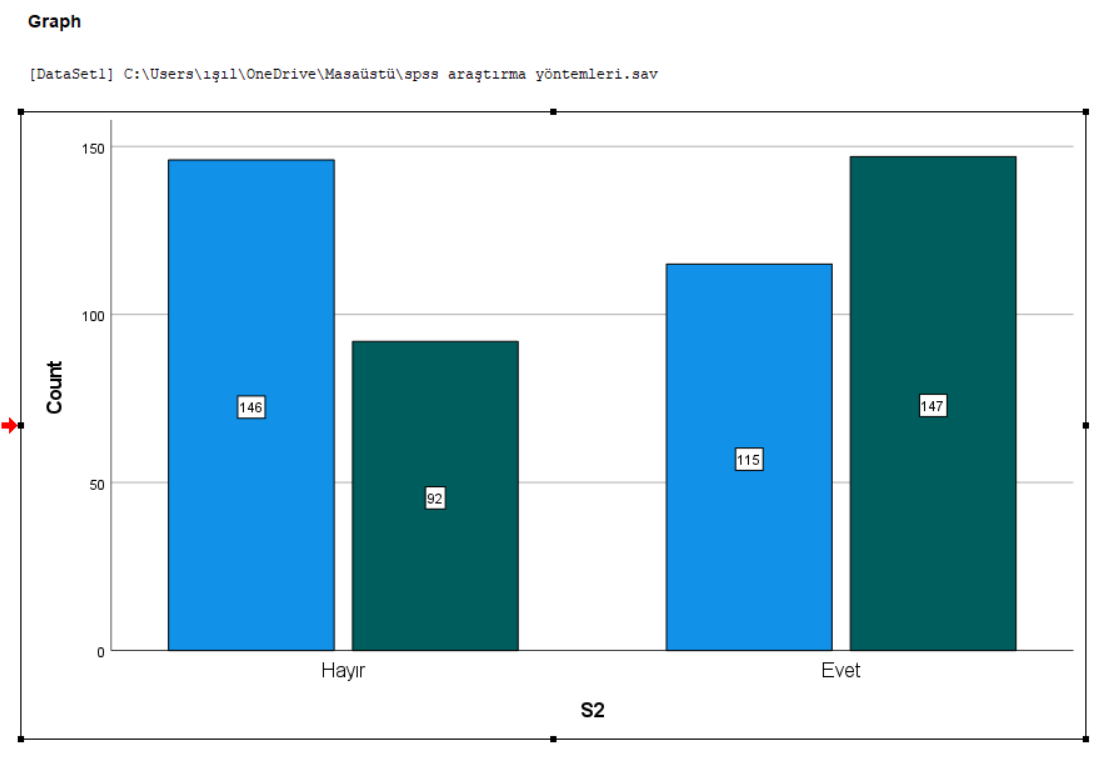 Graph
[DataSet1] C:\Users\ışıl\OneDrive\Masaüstü\spss araştırma yöntemleri.sav
150
100
50
0
Count
146
92
115
147
Hayır
Evet
S2